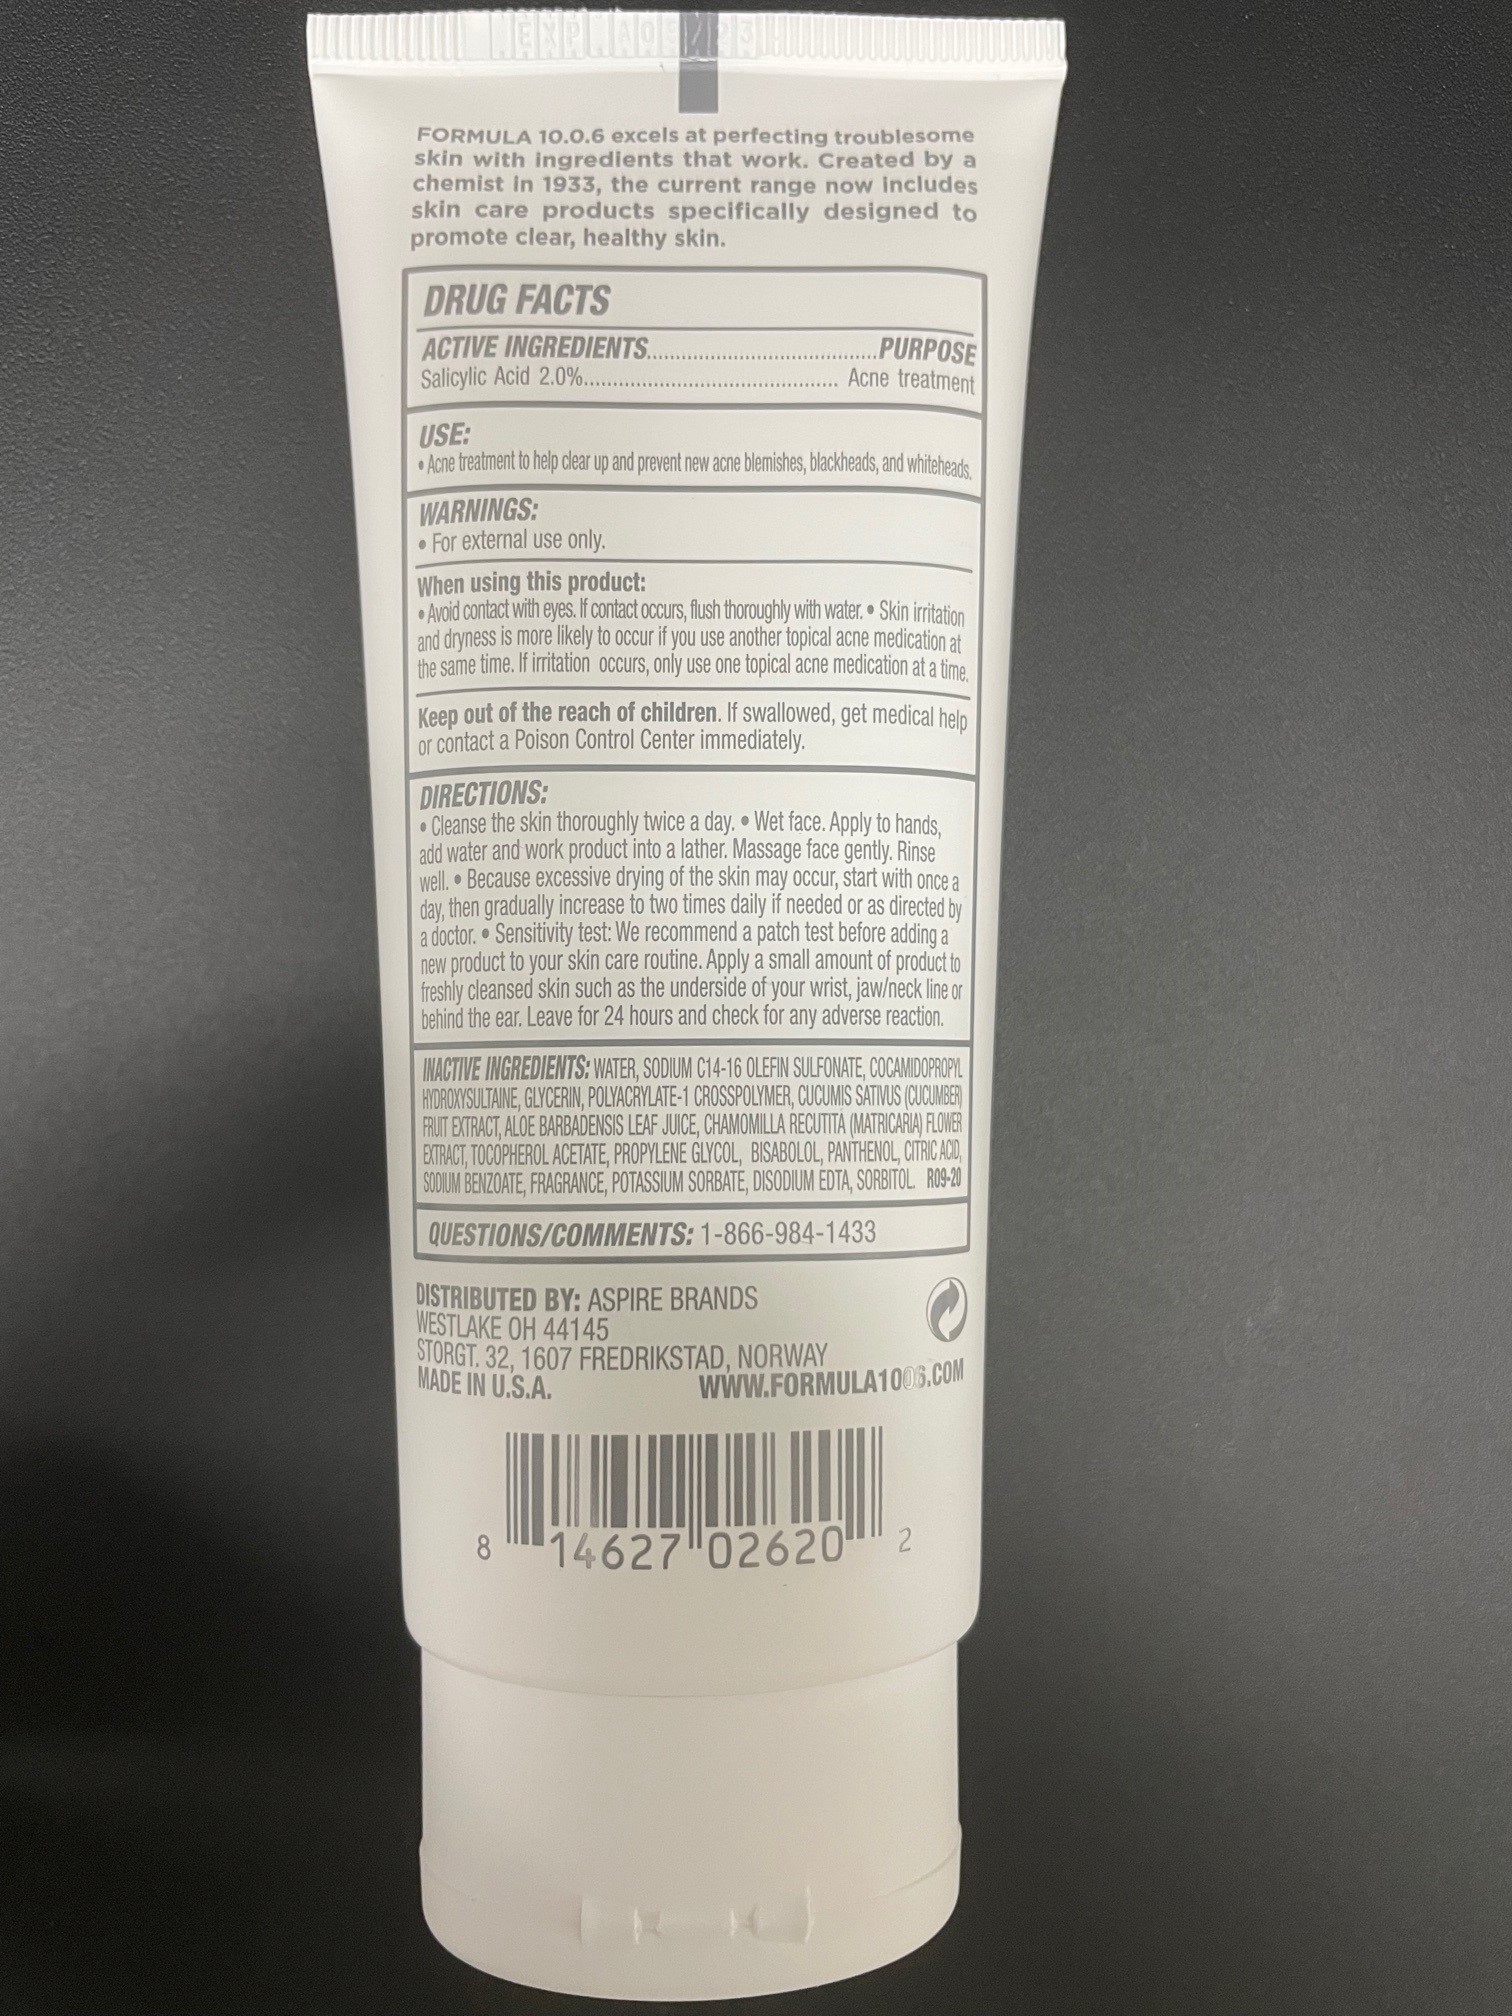 EXP A09/23
FORMULA 10.0.6 excels at perfecting troublesome
skin with ingredients that work. Created by a
chemist in 1933, the current range now includes
skin care products specifically designed to
promote clear, healthy skin.
DRUG FACTS
ACTIVE INGREDIENTS............................................PURPOSE
Salicylic Acid 2.0%............................................ Acne treatment
USE:
• Acne treatment to help clear up and prevent new acne blemishes, blackheads, and whiteheads.
WARNINGS:
• For external use only.
When using this product:
• Avoid contact with eyes. If contact occurs, flush thoroughly with water. • Skin irritation
and dryness is more likely to occur if you use another topical acne medication at
the same time. If irritation occurs, only use one topical acne medication at a time.
Keep out of the reach of children. If swallowed, get medical help
or contact a Poison Control Center immediately.
DIRECTIONS:
• Cleanse the skin thoroughly twice a day. • Wet face. Apply to hands,
add water and work product into a lather. Massage face gently. Rinse
well. • Because excessive drying of the skin may occur, start with once a
day, then gradually increase to two times daily if needed or as directed by
a doctor. • Sensitivity test: We recommend a patch test before adding a
new product to your skin care routine. Apply a small amount of product to
freshly cleansed skin such as the underside of your wrist, jaw/neck line or
behind the ear. Leave for 24 hours and check for any adverse reaction.
INACTIVE INGREDIENTS: WATER, SODIUM C14-16 OLEFIN SULFONATE, COCAMIDOPROPYL
HYDROXYSULTAINE, GLYCERIN, POLYACRYLATE-1 CROSSPOLYMER, CUCUMIS SATIVUS (CUCUMBER)
FRUIT EXTRACT, ALOE BARBADENSIS LEAF JUICE, CHAMOMILLA RECUTITA (MATRICARIA) FLOWER
EXTRACT, TOCOPHEROL ACETATE, PROPYLENE GLYCOL, BISABOLOL, PANTHENOL, CITRIC ACID,
SODIUM BENZOATE, FRAGRANCE, POTASSIUM SORBATE, DISODIUM EDTA, SORBITOL. R09-20
QUESTIONS/COMMENTS: 1-866-984-1433
DISTRIBUTED BY: ASPIRE BRANDS
WESTLAKE OH 44145
STORGT. 32, 1607 FREDRIKSTAD, NORWAY
MADE IN U.S.A. WWW.FORMULA1006.COM
8 14627 02620 2